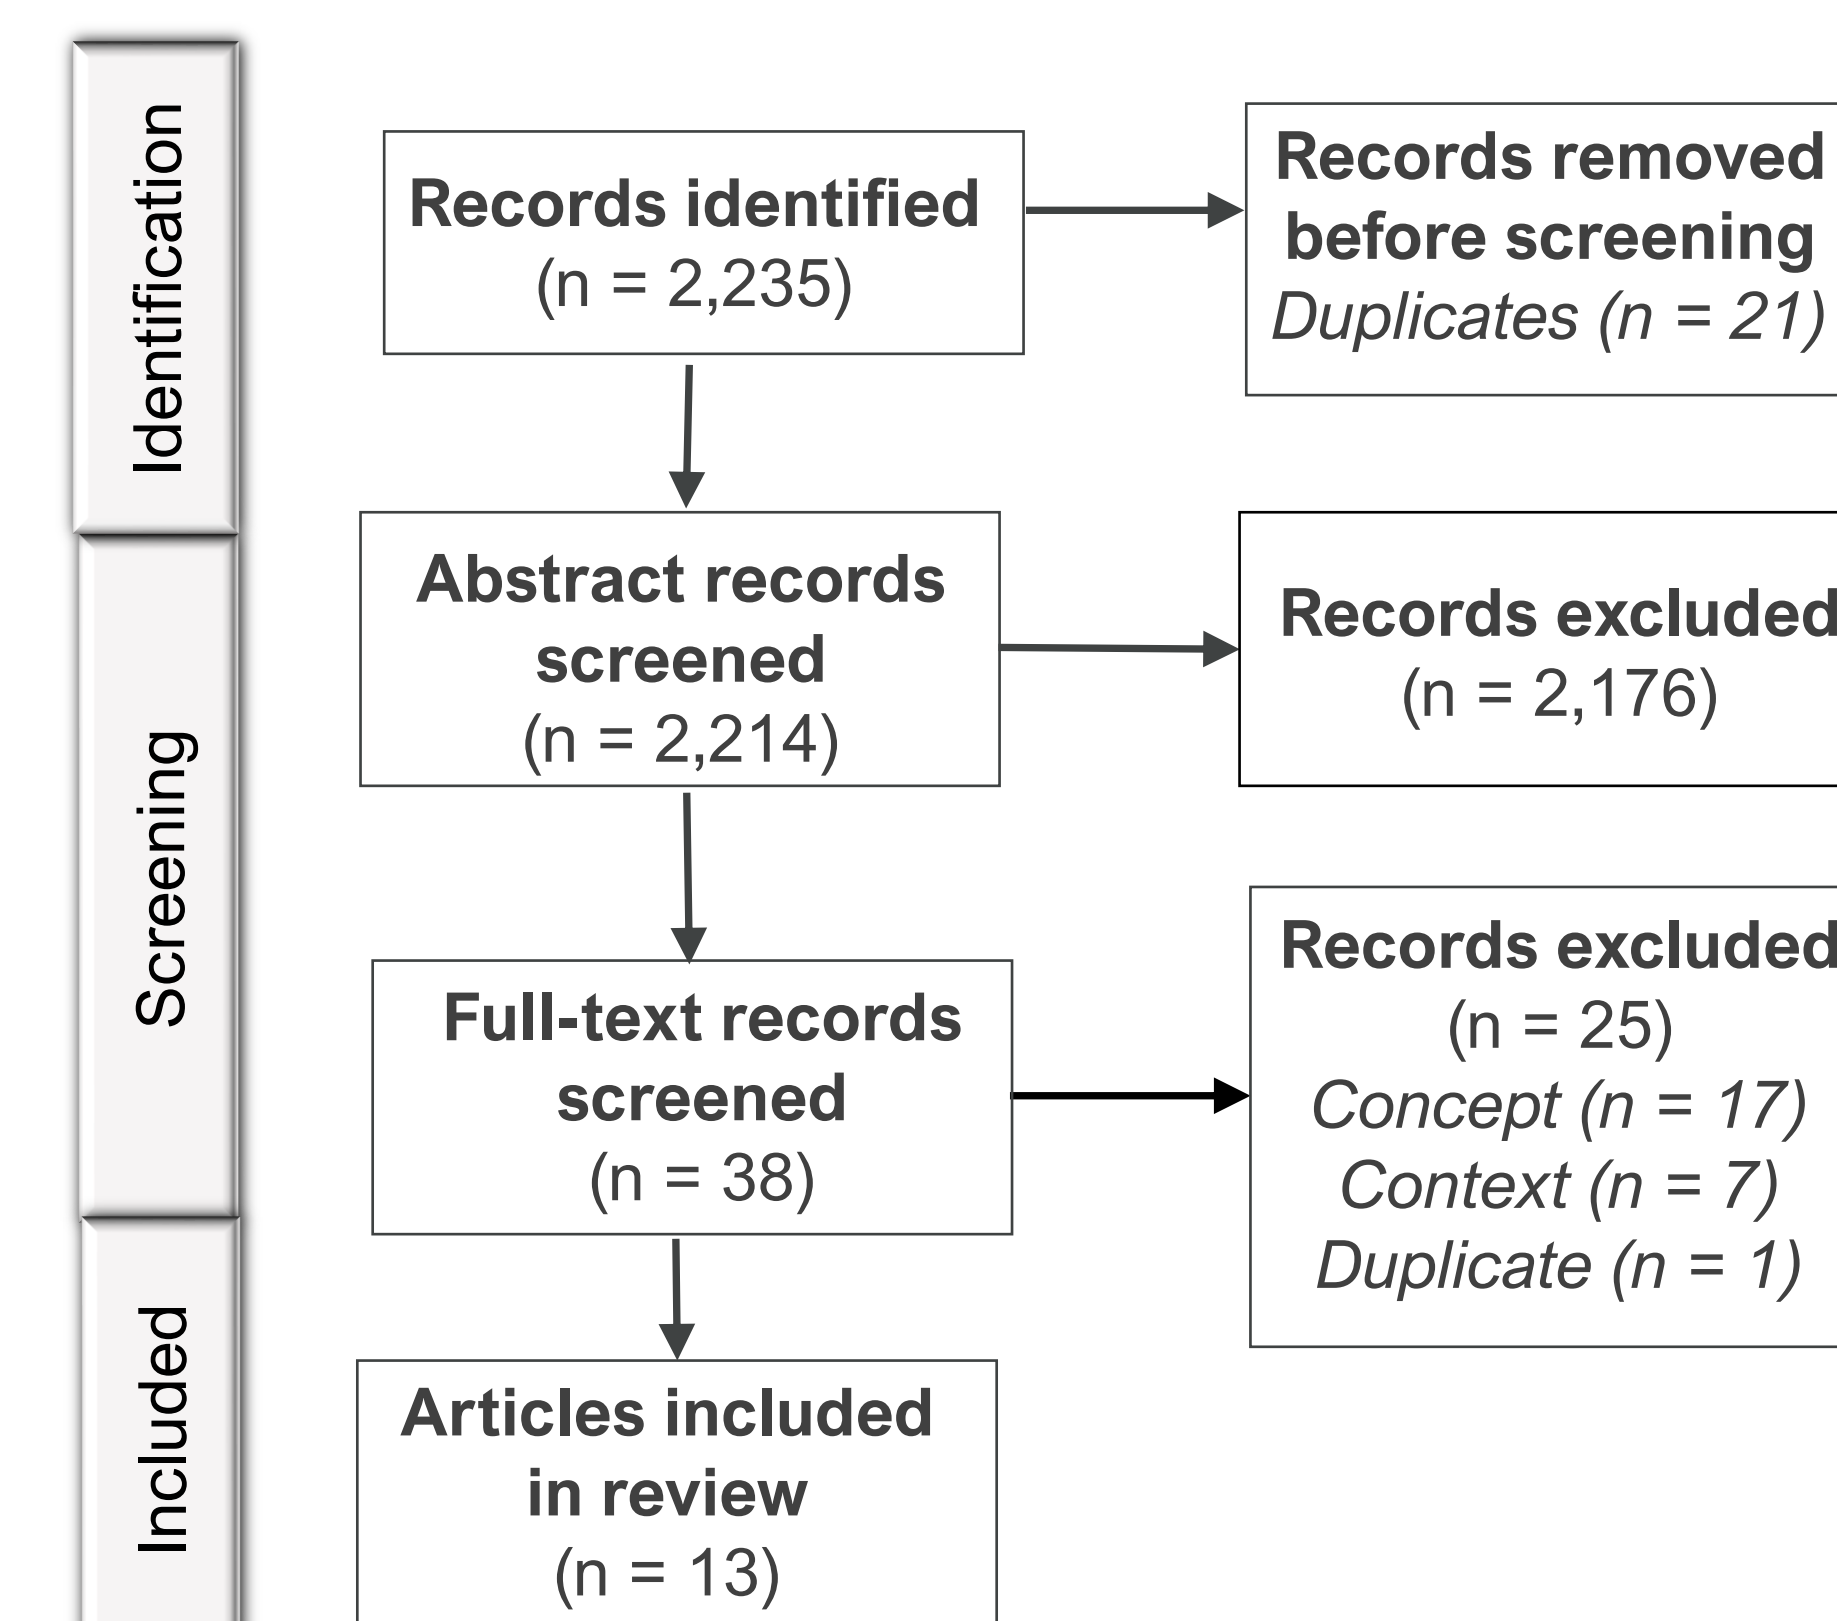 Identification
Records identified
(n = 2,235)
Records removed
before screening
Duplicates (n = 21)
Screening
Abstract records
screened
(n = 2,214)
Records excluded
(n = 2,176)
Full-text records
screened
(n = 38)
Records excluded
(n = 25)
Concept (n = 17)
Context (n = 7)
Duplicate (n = 1)
Included
Articles included
in review
(n = 13)